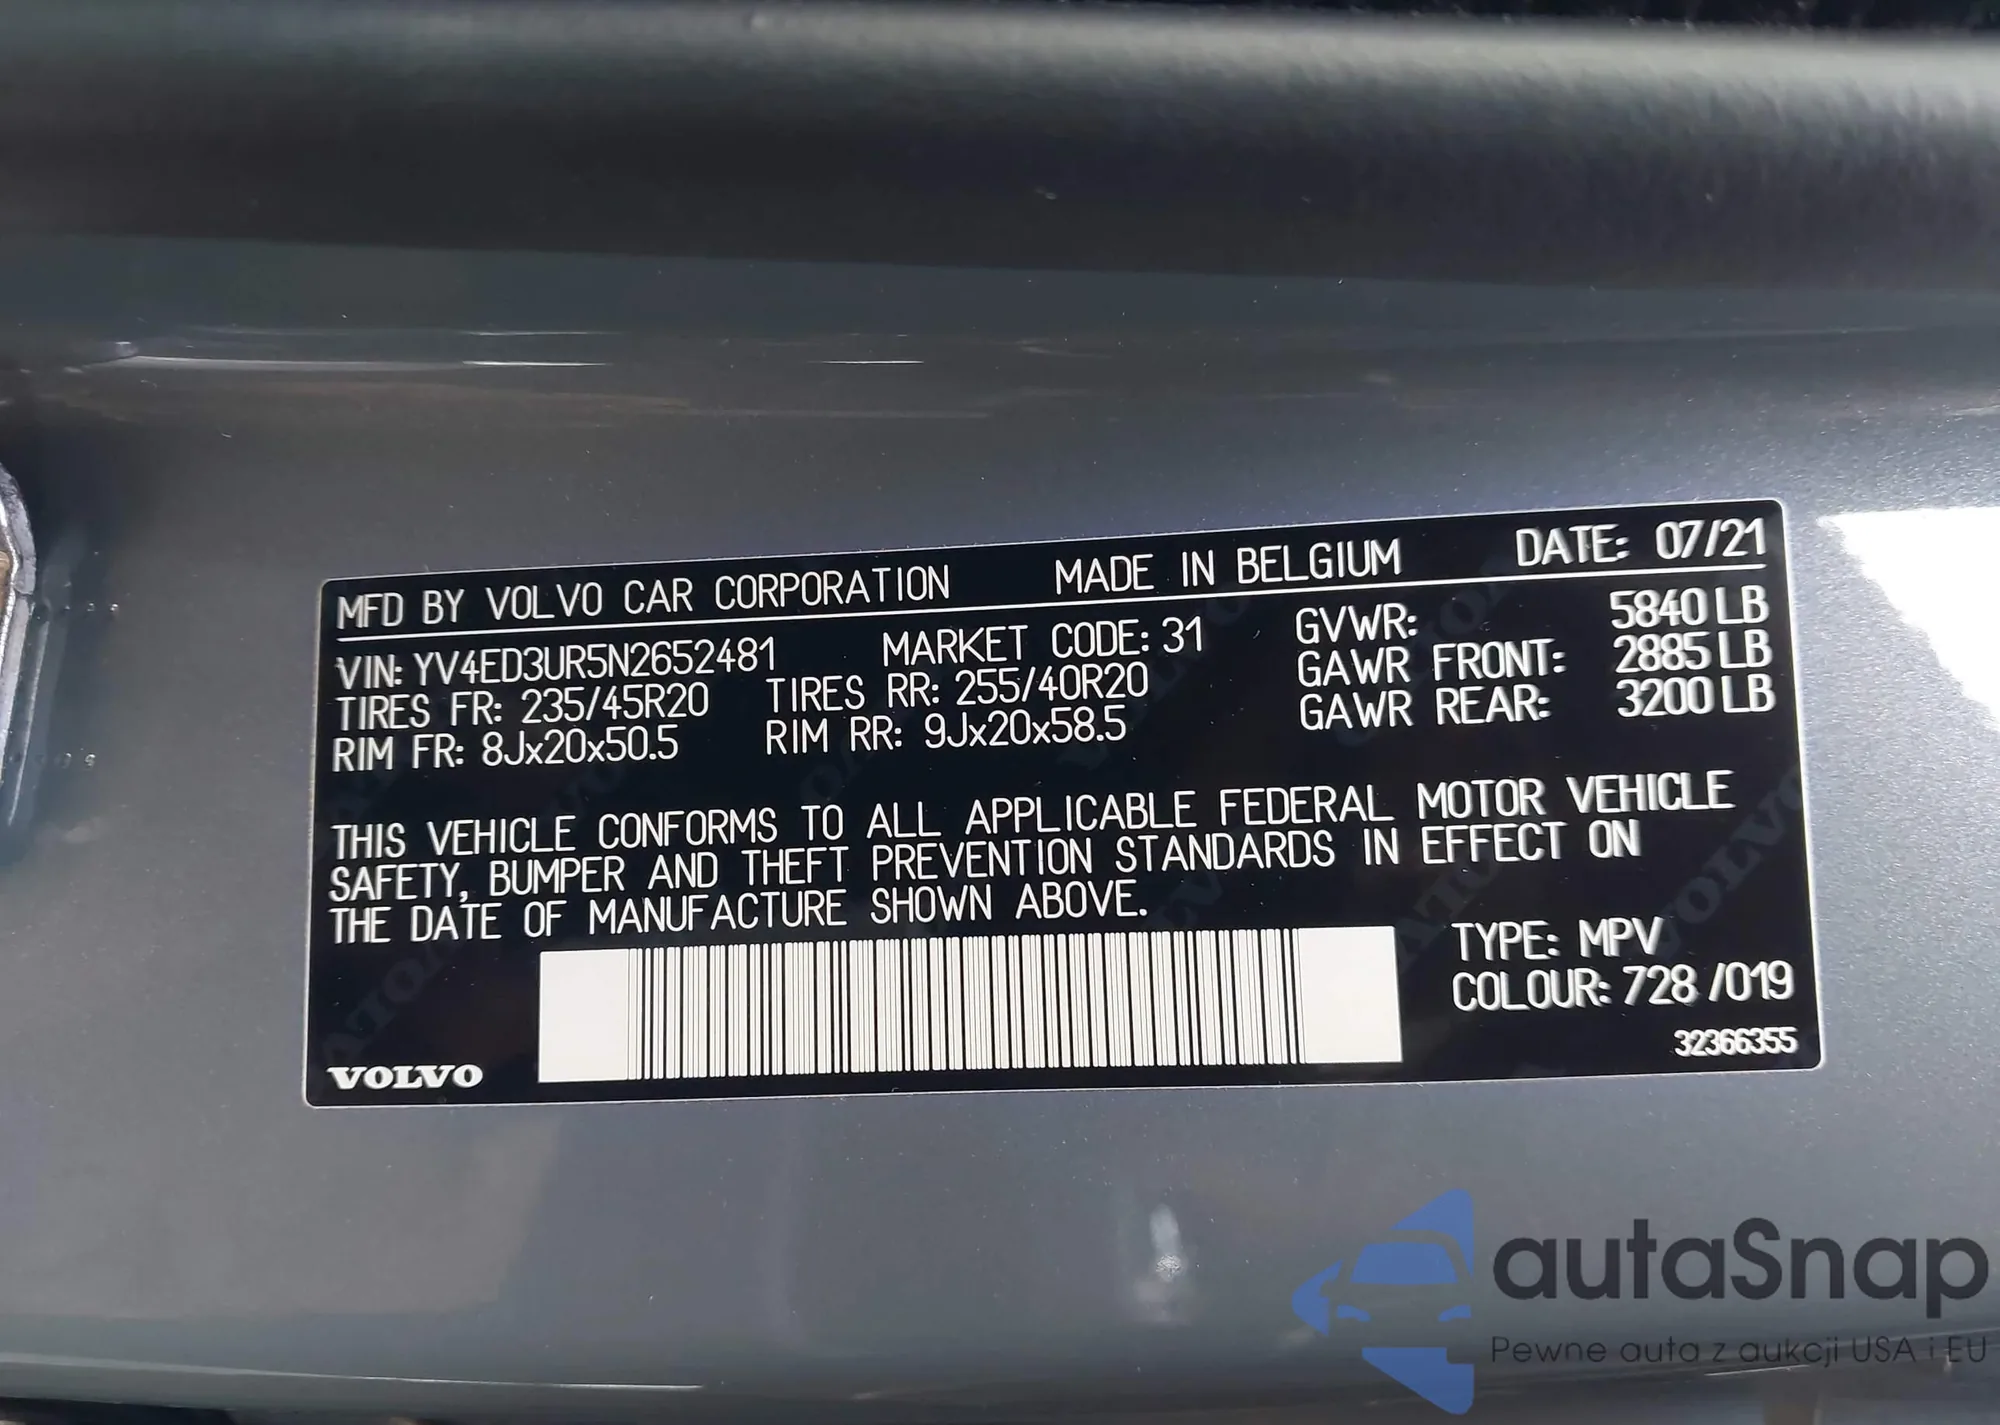 MFD BY VOLVO CAR CORPORATION MADE IN BELGIUM DATE: 07/21
VIN: YV4ED3UR5N2652481 MARKET CODE: 31 GVWR: 5840 LB
TIRES FR: 235/45R20 TIRES RR: 255/40R20 GAWR FRONT: 2885 LB
RIM FR: 8Jx20x50.5 RIM RR: 9Jx20x58.5 GAWR REAR: 3200 LB
THIS VEHICLE CONFORMS TO ALL APPLICABLE FEDERAL MOTOR VEHICLE
SAFETY, BUMPER AND THEFT PREVENTION STANDARDS IN EFFECT ON
THE DATE OF MANUFACTURE SHOWN ABOVE.
TYPE: MPV
COLOUR: 728 /019
32366355
VOLVO
autaSnap
Pewne auta z aukcji USA i EU